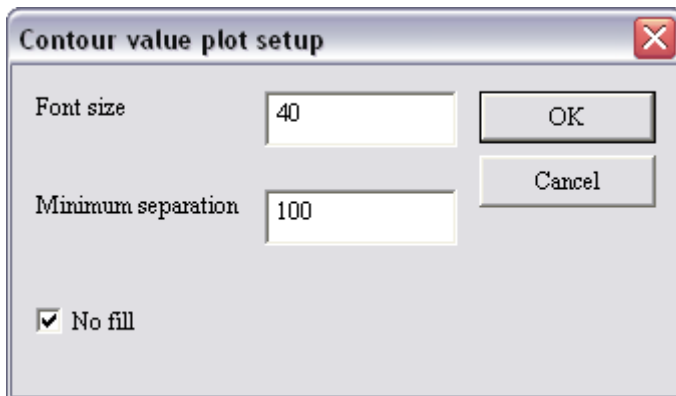 Contour value plot setup
Font size
40
OK
Cancel
Minimum separation
100
No fill